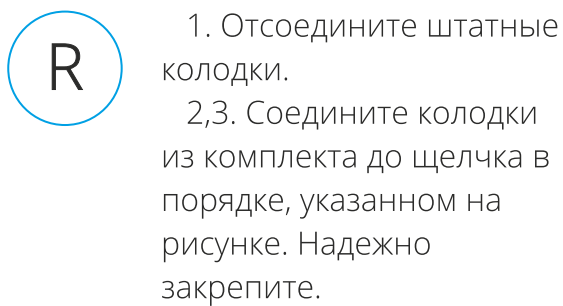 R
1. Отсоедините штатные
колодки.
2,3. Соедините колодки
из комплекта до щелчка в
порядке, указанном на
рисунке. Надежно
закрепите.